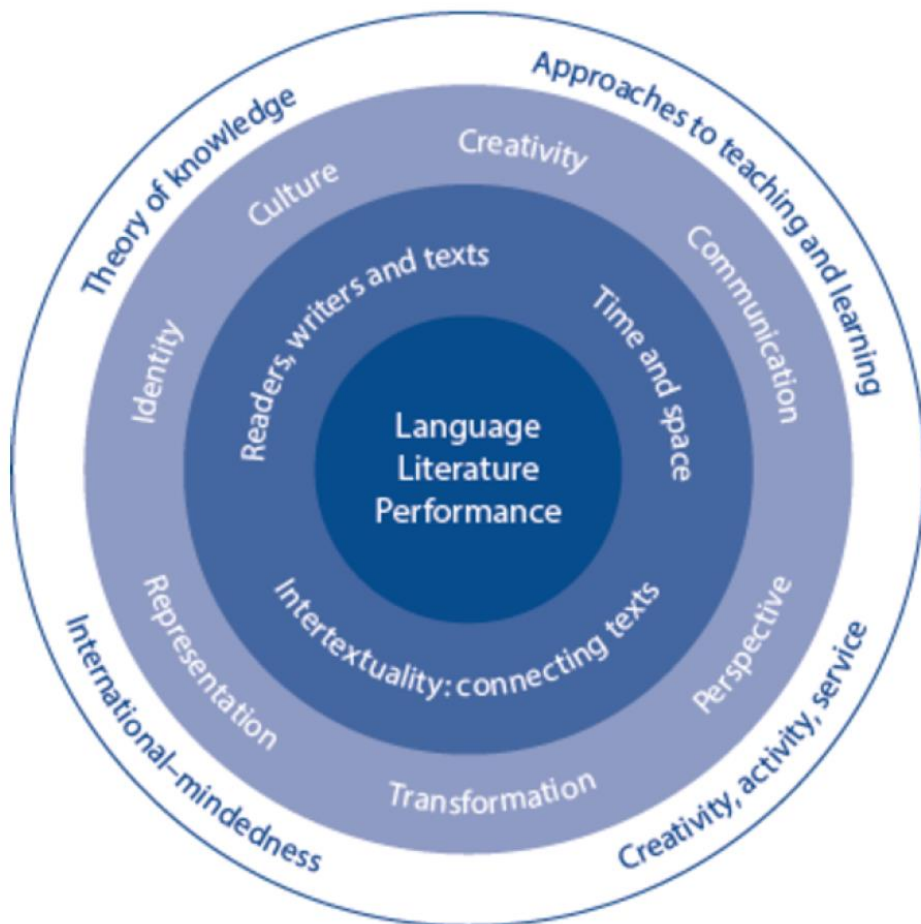 Theory of knowledge
Approaches to teaching and learning
Creativity, activity, service
International–mindedness
Culture
Creativity
Communication
Perspective
Transformation
Representation
Identity
Readers, writers and texts
Time and space
Intertextuality: connecting texts
Language
Literature
Performance